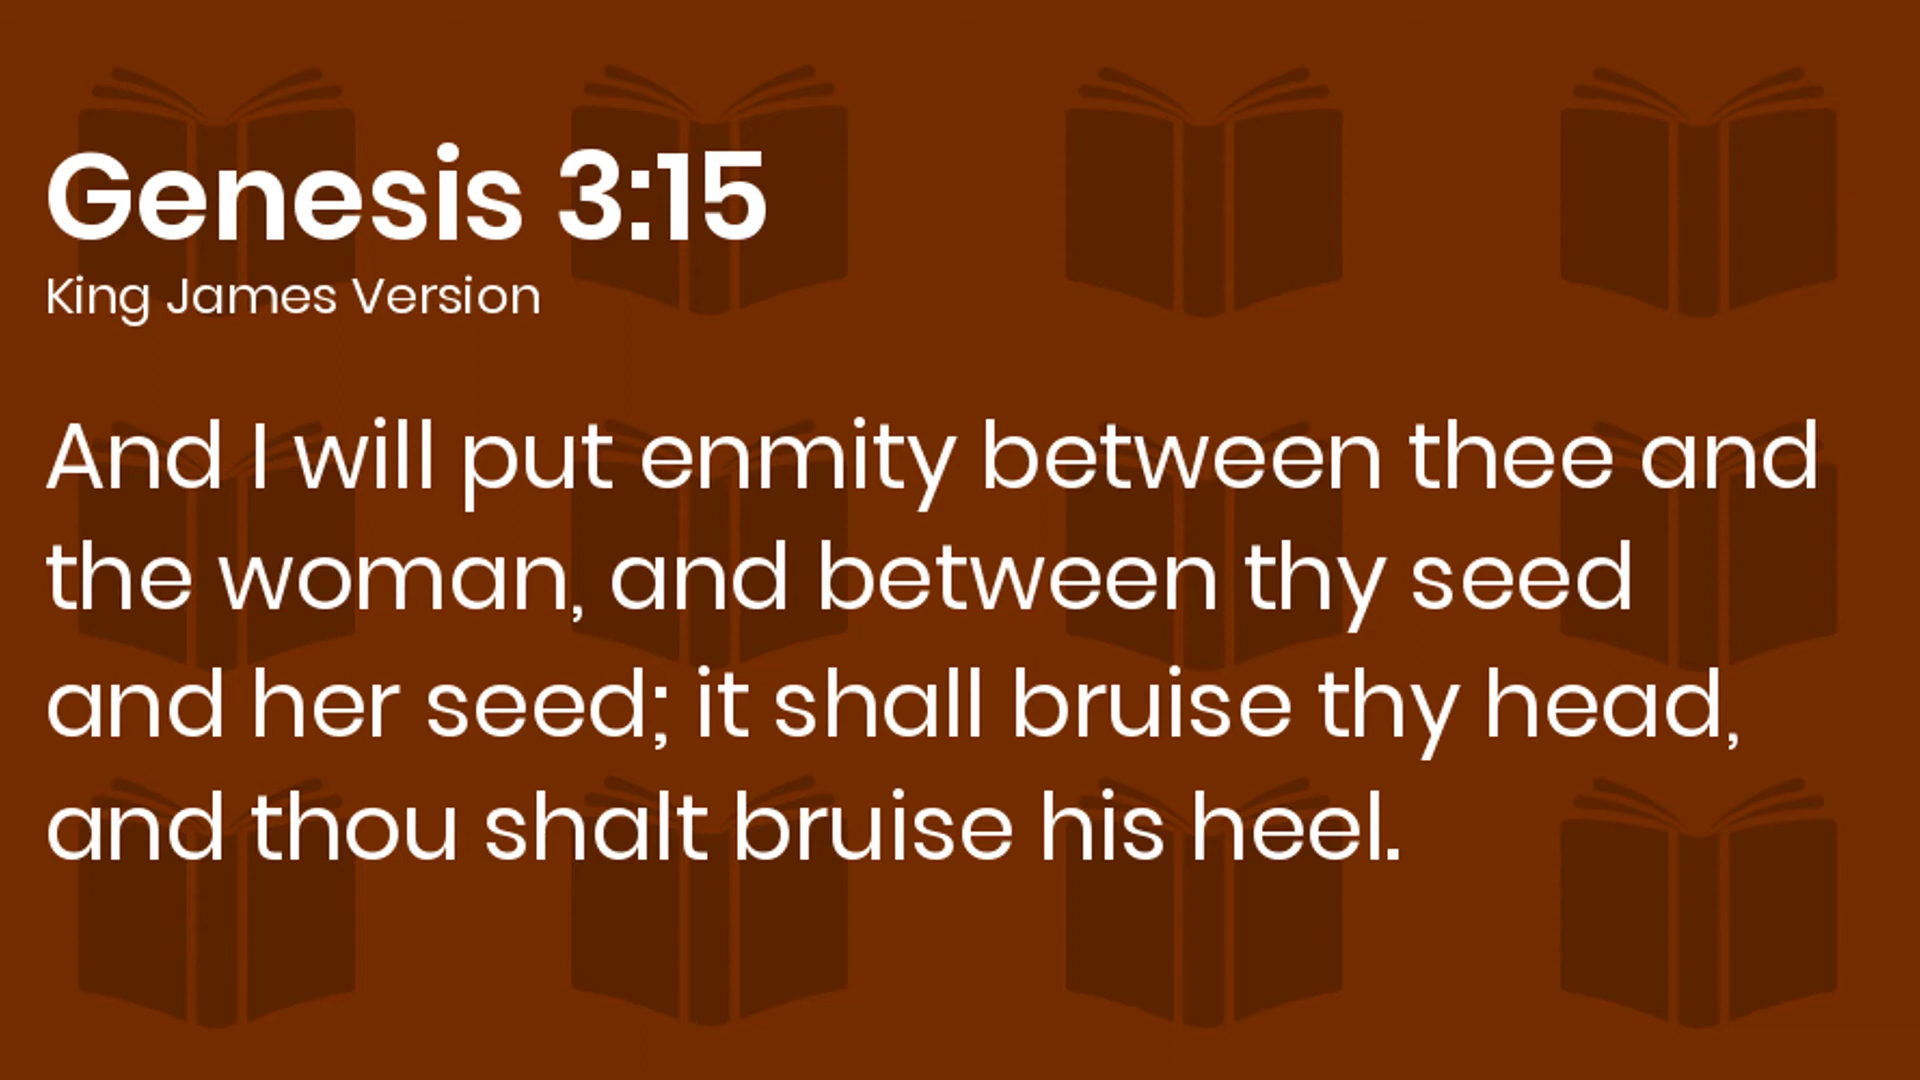 Genesis 3:15
King James Version
And I will put enmity between thee and
the woman, and between thy seed
and her seed; it shall bruise thy head,
and thou shalt bruise his heel.